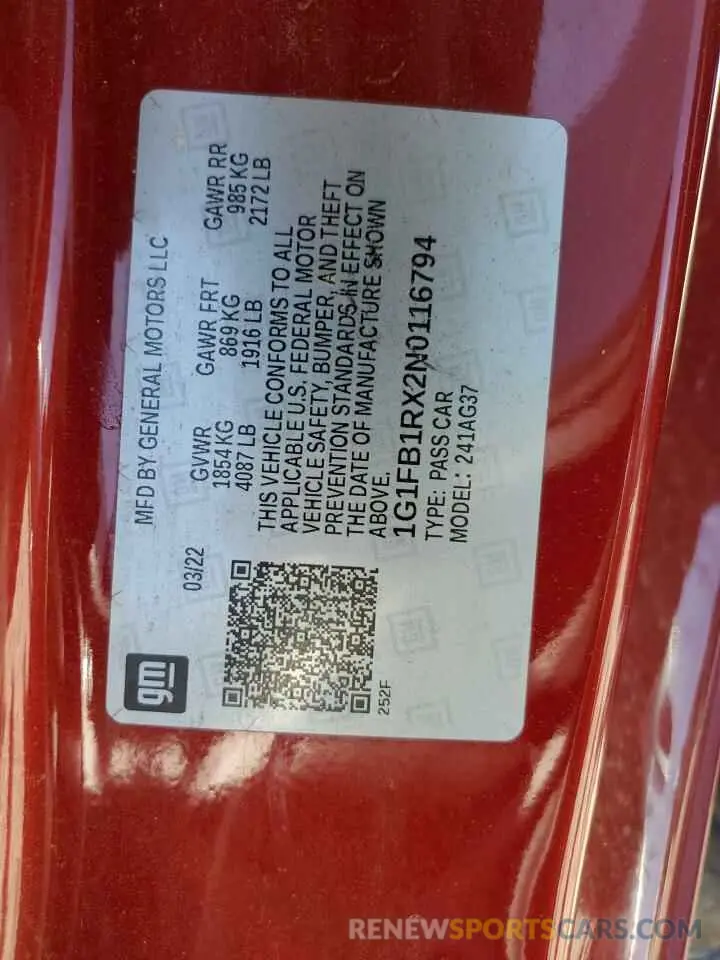 gm
MFD BY GENERAL MOTORS LLC
03/22
GVWR GAWR FRT GAWR RR
1854 KG 869 KG 985 KG
4087 LB 1916 LB 2172 LB
THIS VEHICLE CONFORMS TO ALL
APPLICABLE U.S. FEDERAL MOTOR
VEHICLE SAFETY, BUMPER, AND THEFT
PREVENTION STANDARDS IN EFFECT ON
THE DATE OF MANUFACTURE SHOWN
ABOVE.
1G1FB1RX2N0116794
TYPE: PASS CAR
MODEL: 241AG37
252F
RENEWSPORTSCARS.COM